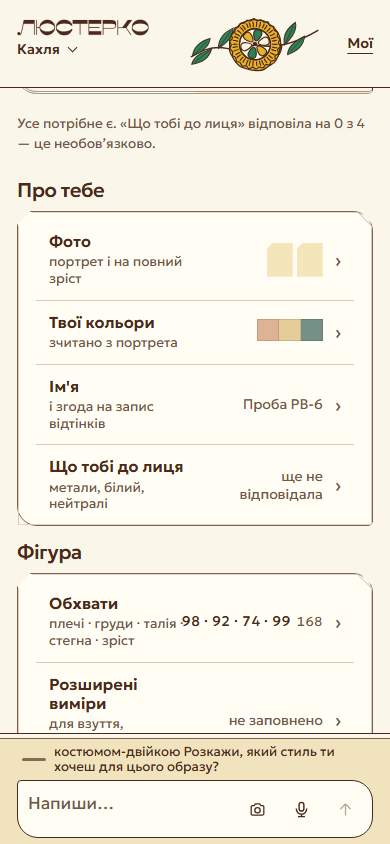 ЛЮСТЕРКО
Кахля
Мої
Усе потрібне є. «Що тобі до лиця» відповіла на 0 з 4
— це необов’язково.
Про тебе
Фото
портрет і на повний
зріст
Твої кольори
зчитано з портрета
Ім'я
і згода на запис
відтінків
Проба РВ-6
Що тобі до лиця
метали, білий,
нейтралі
ще не
відповідала
Фігура
Обхвати
плечі · груди · талія ·
стегна · зріст
98 · 92 · 74 · 99 168
Розширені
виміри
для взуття,
не заповнено
костюмом-двійкою Розкажи, який стиль ти
хочеш для цього образу?
Напиши...